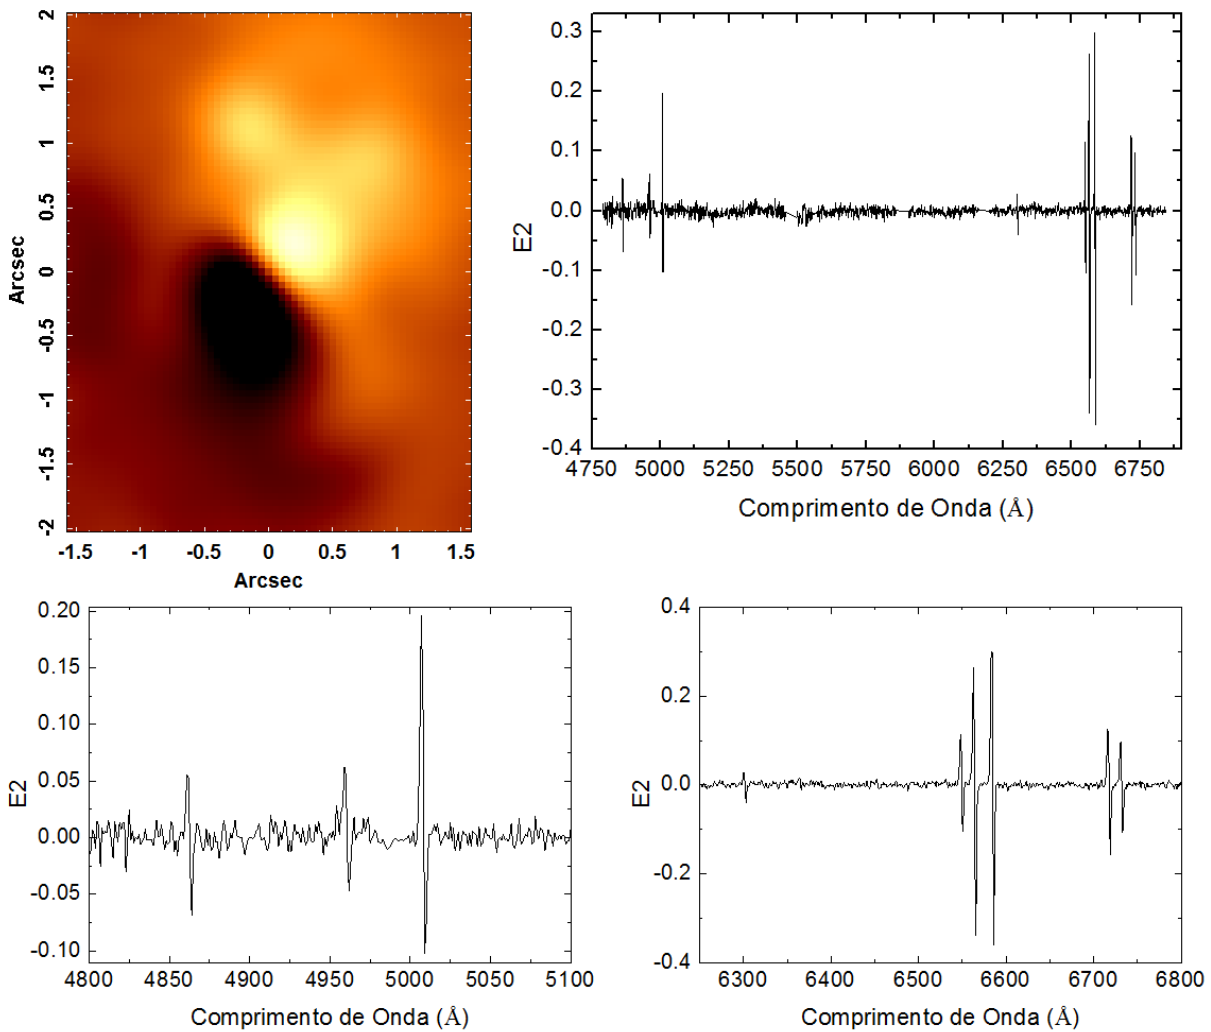 2
1.5
1
0.5
0
-0.5
-1
-1.5
-2
Arcsec
-1.5 -1 -0.5 0 0.5 1 1.5
Arcsec
0.3
0.2
0.1
0.0
-0.1
-0.2
-0.3
-0.4
E2
4750 5000 5250 5500 5750 6000 6250 6500 6750
Comprimento de Onda (Å)
0.20
0.15
0.10
0.05
0.00
-0.05
-0.10
E2
4800 4850 4900 4950 5000 5050 5100
Comprimento de Onda (Å)
0.4
0.2
0.0
-0.2
-0.4
E2
6300 6400 6500 6600 6700 6800
Comprimento de Onda (Å)